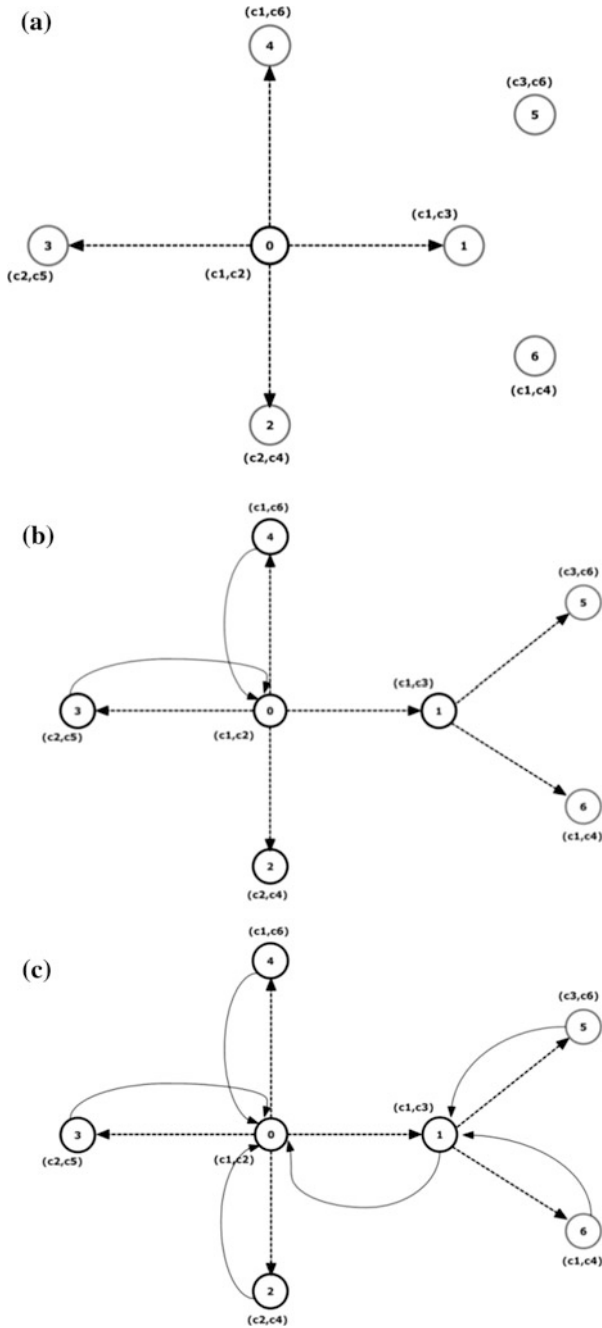 (a)
(c1,c6)
4
(c3,c6)
5
(c1,c3)
3
0
1
(c2,c5)
(c1,c2)
6
(c1,c4)
2
(c2,c4)
(b)
(c1,c6)
4
(c3,c6)
5
(c1,c3)
3
0
1
(c2,c5)
(c1,c2)
6
(c1,c4)
2
(c2,c4)
(c)
(c1,c6)
4
(c3,c6)
5
(c1,c3)
3
0
1
(c2,c5)
(c1,c2)
6
(c1,c4)
2
(c2,c4)